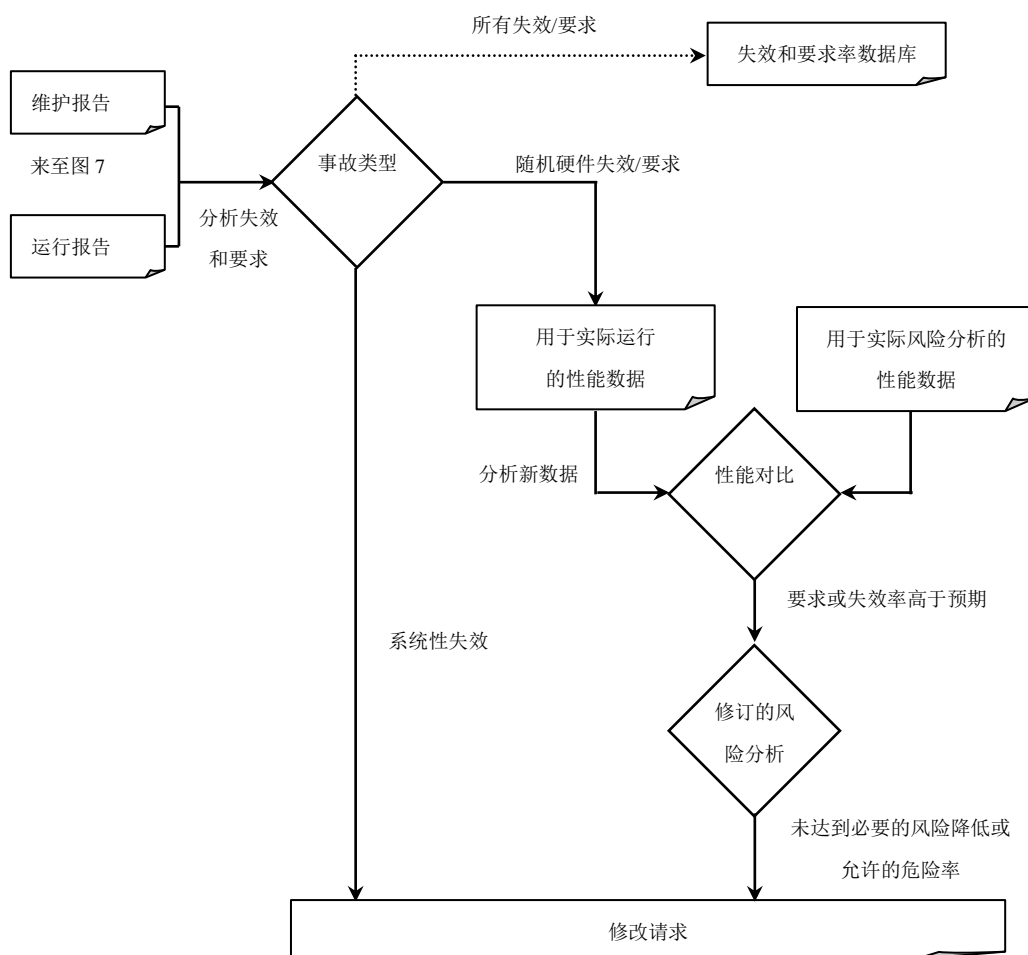 所有失效/要求
失效和要求率数据库
维护报告
来至图 7
运行报告
分析失效
和要求
事故类型
随机硬件失效/要求
用于实际运行
的性能数据
用于实际风险分析的
性能数据
分析新数据
性能对比
要求或失效率高于预期
系统性失效
修订的风
险分析
未达到必要的风险降低或
允许的危险率
修改请求